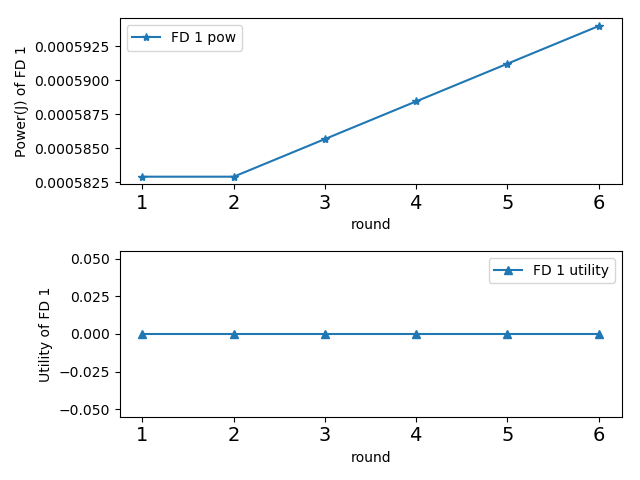 FD 1 pow
Power(J) of FD 1
0.0005925
0.0005900
0.0005875
0.0005850
0.0005825
1 2 3 4 5 6
round
FD 1 utility
Utility of FD 1
0.050
0.025
0.000
−0.025
−0.050
1 2 3 4 5 6
round